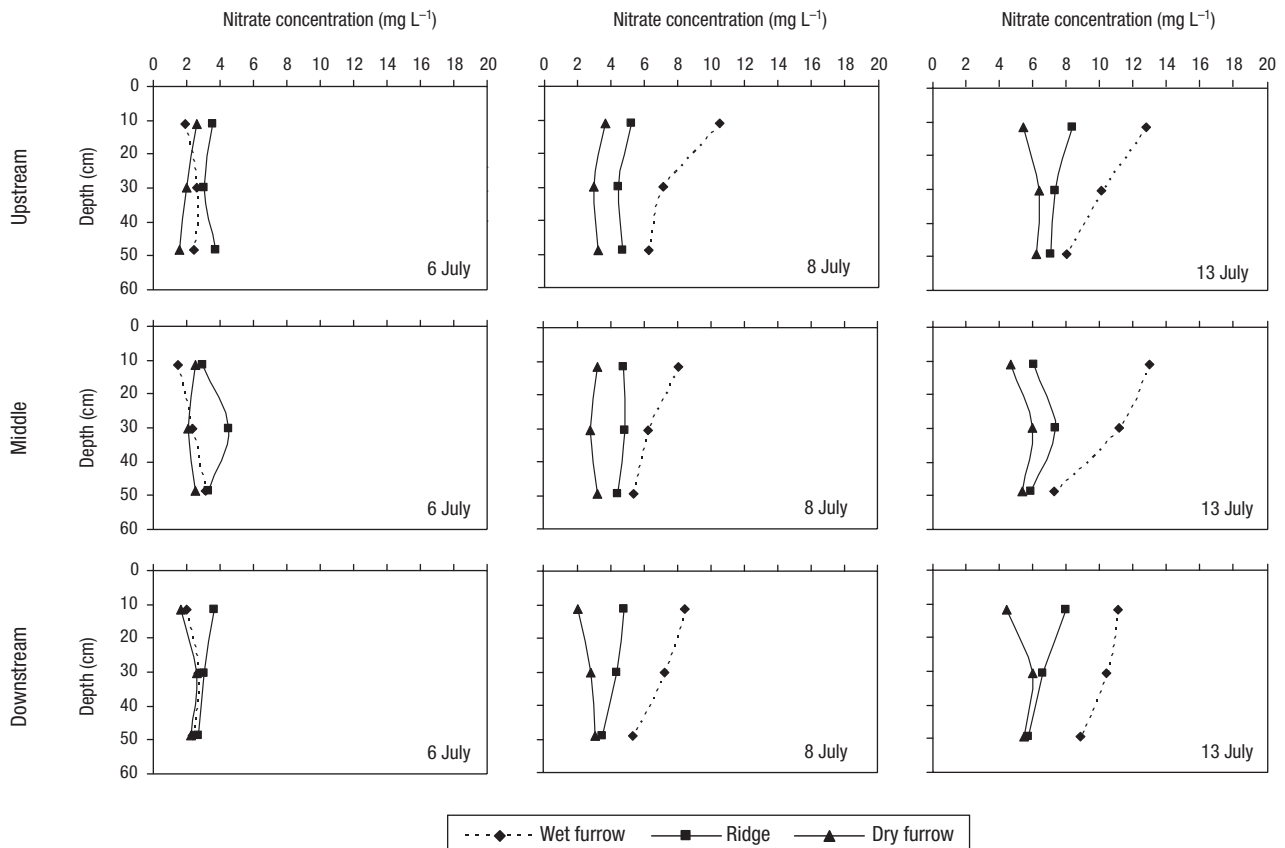 Nitrate concentration (mg L⁻¹) Nitrate concentration (mg L⁻¹) Nitrate concentration (mg L⁻¹)
0 2 4 6 8 10 12 14 16 18 20 0 2 4 6 8 10 12 14 16 18 20 0 2 4 6 8 10 12 14 16 18 20
Upstream
Depth (cm)
0
10
20
30
40
50
60
6 July 8 July 13 July
Middle
Depth (cm)
0
10
20
30
40
50
60
6 July 8 July 13 July
Downstream
Depth (cm)
0
10
20
30
40
50
60
6 July 8 July 13 July
Wet furrow Ridge Dry furrow